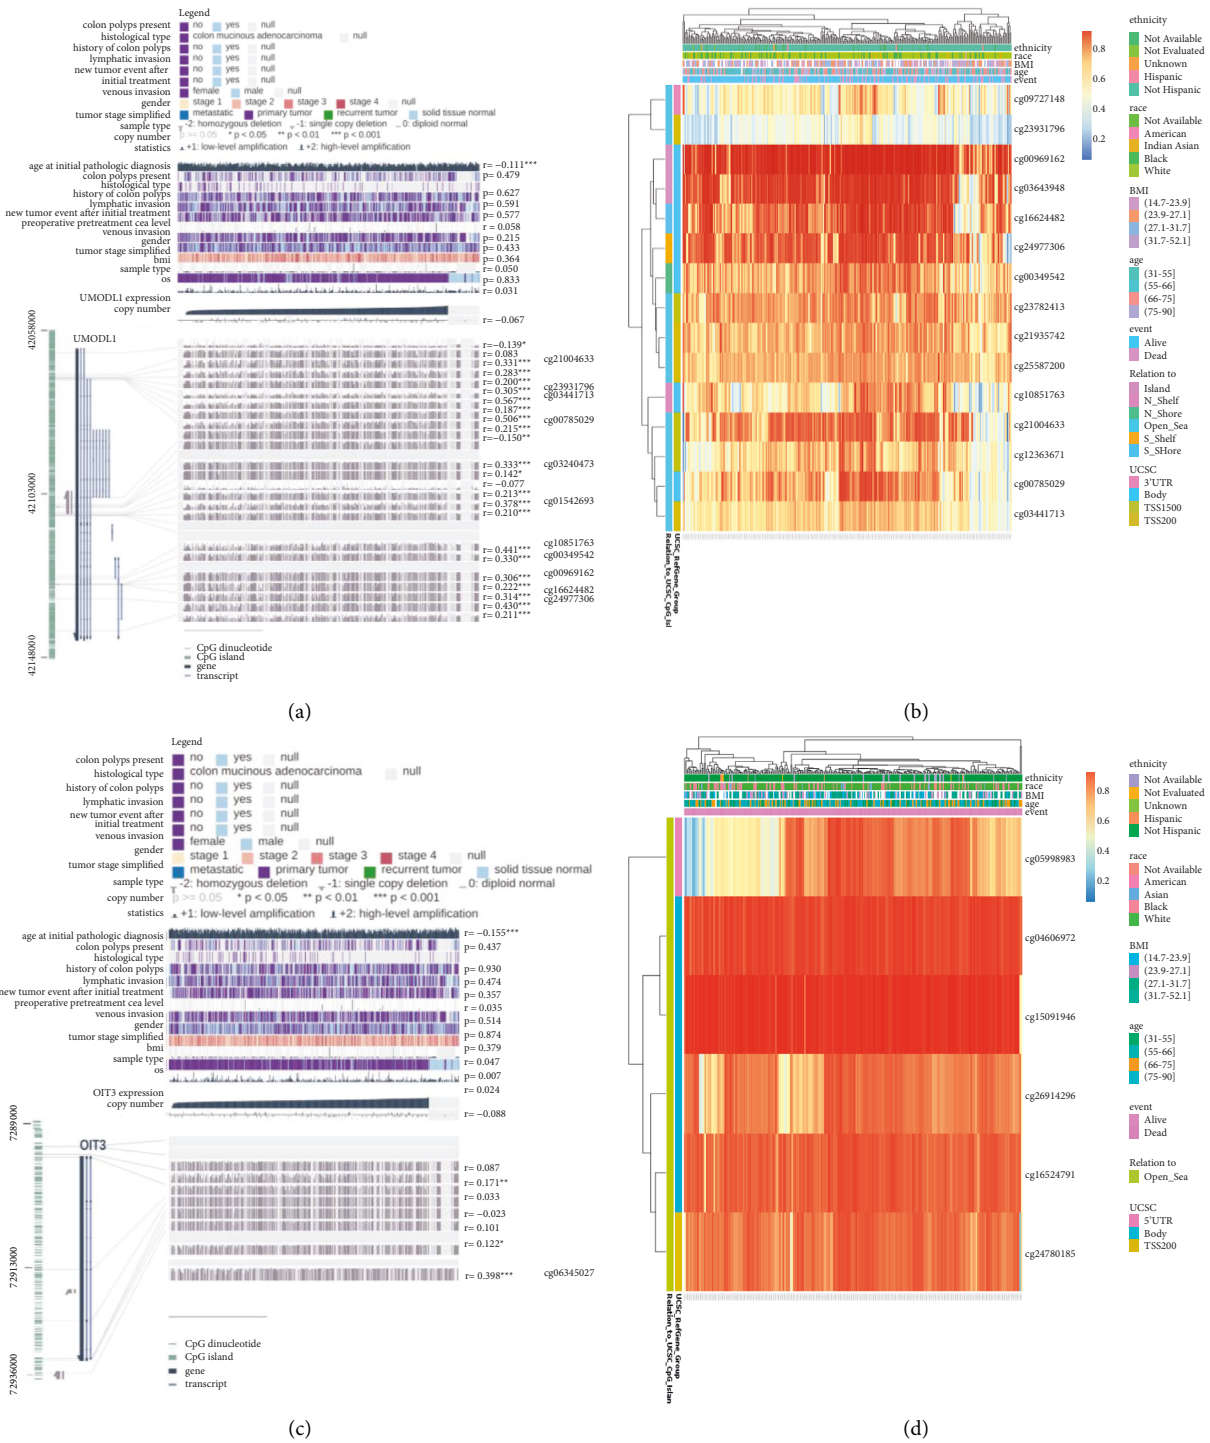 Legend
colon polyps present no yes null
histological type colon mucinous adenocarcinoma null
history of colon polyps no yes null
lymphatic invasion no yes null
new tumor event after no yes null
initial treatment no yes null
venous invasion female male null
gender stage 1 stage 2 stage 3 stage 4 null
tumor stage simplified metastatic primary tumor recurrent tumor solid tissue normal
sample type -2: homozygous deletion -1: single copy deletion 0: diploid normal
copy number p >= 0.05 * p < 0.05 ** p < 0.01 *** p < 0.001
statistics +1: low-level amplification +2: high-level amplification
age at initial pathologic diagnosis r= −0.111***
colon polyps present p= 0.479
histological type
history of colon polyps p= 0.627
lymphatic invasion p= 0.591
new tumor event after initial treatment p= 0.577
preoperative pretreatment cea level r= 0.058
venous invasion p= 0.215
gender p= 0.433
tumor stage simplified p= 0.364
bmi r= 0.050
sample type p= 0.833
os r= 0.031
UMODL1 expression
copy number r= −0.067
42058000
42103000
42148000
UMODL1
r=−0.139*
r= 0.083
r= 0.331***
r= 0.283***
r= 0.200***
r= 0.305***
r= 0.567***
r= 0.187***
r= 0.506***
r= 0.215***
r=−0.150**
r= 0.333***
r= 0.142*
r= −0.077
r= 0.213***
r= 0.378***
r= 0.210***
r= 0.441***
r= 0.330***
r= 0.306***
r= 0.222***
r= 0.314***
r= 0.430***
r= 0.211***
cg21004633
cg23931796
cg03441713
cg00785029
cg03240473
cg01542693
cg10851763
cg00349542
cg00969162
cg16624482
cg24977306
CpG dinucleotide
CpG island
gene
transcript
(a)
ethnicity
race
BMI
age
event
cg09727148
cg23931796
cg00969162
cg03643948
cg16624482
cg24977306
cg00349542
cg23782413
cg21935742
cg25587200
cg10851763
cg21004633
cg12363671
cg00785029
cg03441713
UCSC_RefGene_Group
Relation_to_UCSC_CpG_Isl
0.8
0.6
0.4
0.2
ethnicity
Not Available
Not Evaluated
Unknown
Hispanic
Not Hispanic
race
Not Available
American
Indian Asian
Black
White
BMI
(14.7-23.9]
(23.9-27.1]
(27.1-31.7]
(31.7-52.1]
age
(31-55]
(55-66]
(66-75]
(75-90]
event
Alive
Dead
Relation to
Island
N_Shelf
N_Shore
Open_Sea
S_Shelf
S_SHore
UCSC
3'UTR
Body
TSS1500
TSS200
(b)
Legend
colon polyps present no yes null
histological type colon mucinous adenocarcinoma null
history of colon polyps no yes null
lymphatic invasion no yes null
new tumor event after no yes null
initial treatment no yes null
venous invasion female male null
gender stage 1 stage 2 stage 3 stage 4 null
tumor stage simplified metastatic primary tumor recurrent tumor solid tissue normal
sample type -2: homozygous deletion -1: single copy deletion 0: diploid normal
copy number p >= 0.05 * p < 0.05 ** p < 0.01 *** p < 0.001
statistics +1: low-level amplification +2: high-level amplification
age at initial pathologic diagnosis r= −0.155***
colon polyps present p= 0.437
histological type
history of colon polyps p= 0.930
lymphatic invasion p= 0.474
new tumor event after initial treatment p= 0.357
preoperative pretreatment cea level r= 0.035
venous invasion p= 0.514
gender
tumor stage simplified p= 0.874
bmi p= 0.379
sample type r= 0.047
os p= 0.007
OIT3 expression r= 0.024
copy number r= −0.088
7289000
72913000
72936000
OIT3
r= 0.087
r= 0.171**
r= 0.033
r= −0.023
r= 0.101
r= 0.122*
r= 0.398*** cg06345027
CpG dinucleotide
CpG island
gene
transcript
(c)
ethnicity
race
BMI
age
event
cg05998983
cg04606972
cg15091946
cg26914296
cg16524791
cg24780185
UCSC_RefGene_Group
Relation_to_UCSC_CpG_Islan
0.8
0.6
0.4
0.2
ethnicity
Not Available
Not Evaluated
Unknown
Hispanic
Not Hispanic
race
Not Available
American
Asian
Black
White
BMI
(14.7-23.9]
(23.9-27.1]
(27.1-31.7]
(31.7-52.1]
age
(31-55]
(55-66]
(66-75]
(75-90]
event
Alive
Dead
Relation to
Open_Sea
UCSC
5'UTR
Body
TSS200
(d)